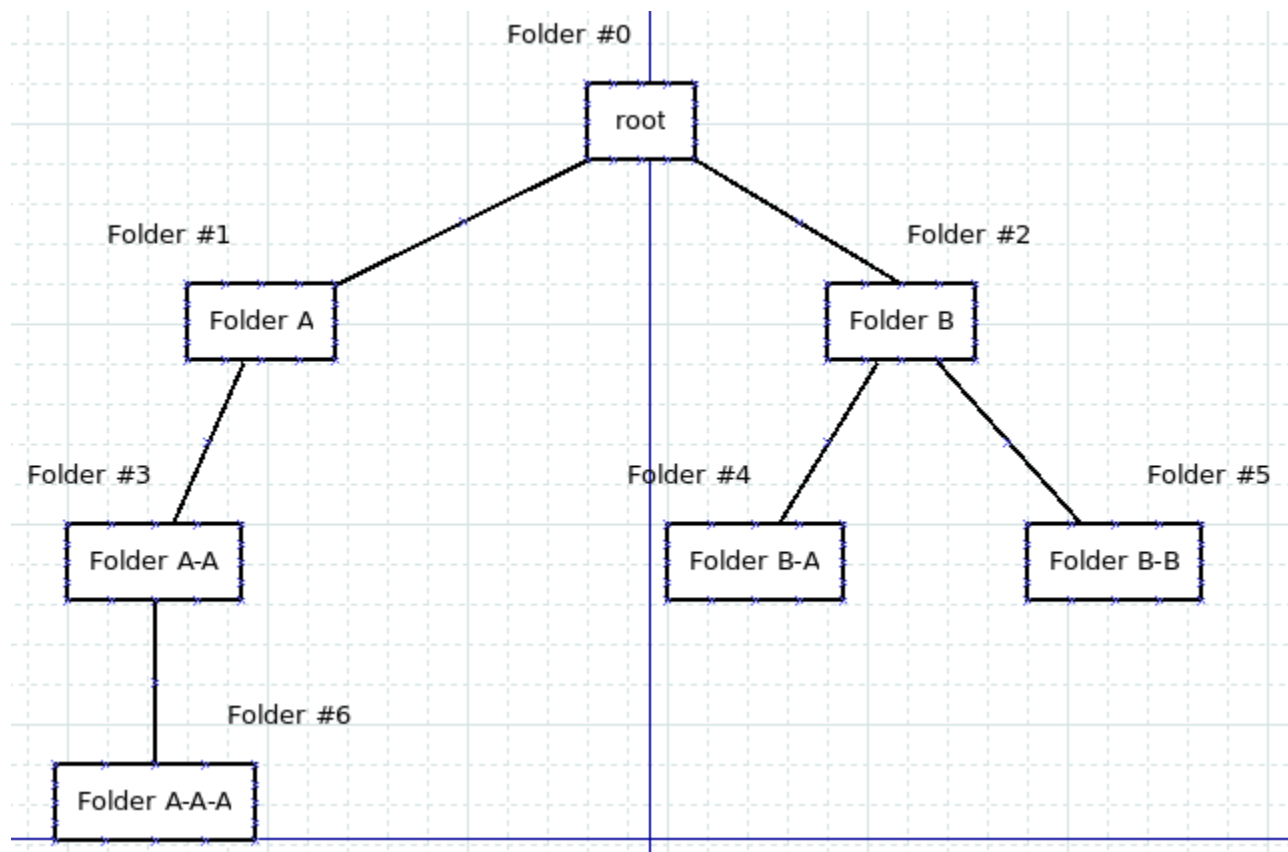 Folder #0
root
Folder #1
Folder #2
Folder A
Folder B
Folder #3
Folder #4
Folder #5
Folder A-A
Folder B-A
Folder B-B
Folder #6
Folder A-A-A